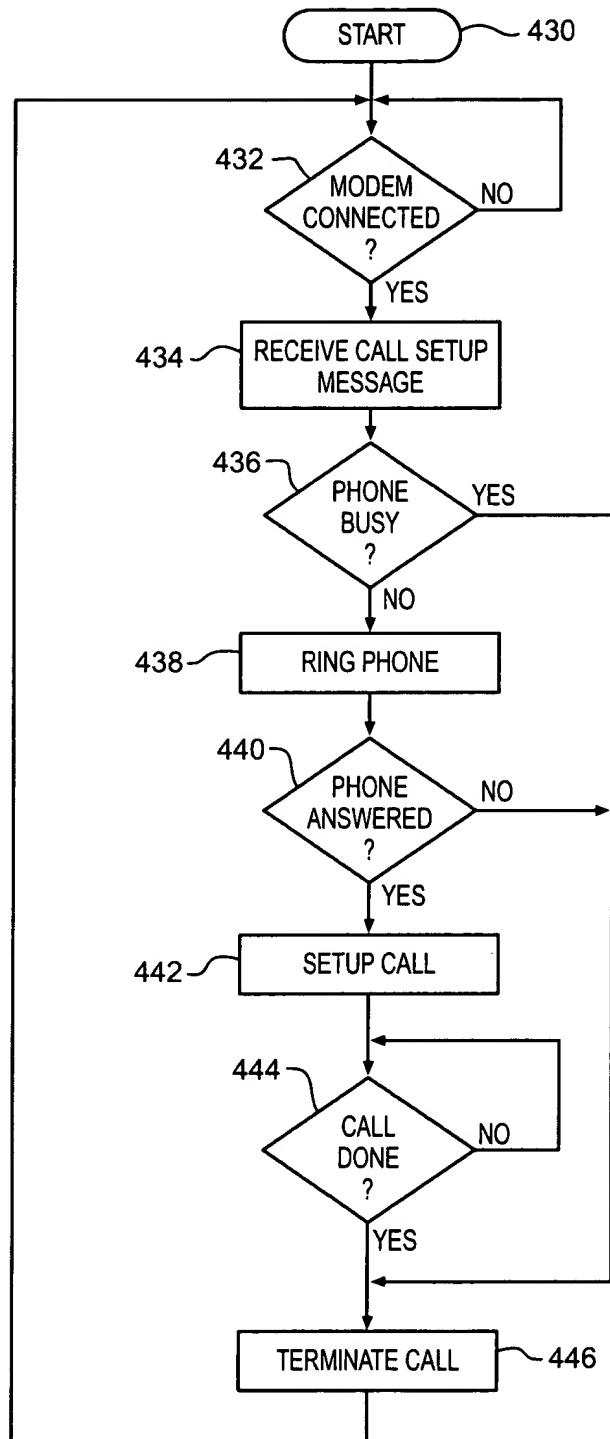 START
430
432
MODEM
CONNECTED
?
NO
YES
434
RECEIVE CALL SETUP
MESSAGE
436
PHONE
BUSY
?
YES
NO
438
RING PHONE
440
PHONE
ANSWERED
?
NO
YES
442
SETUP CALL
444
CALL
DONE
?
NO
YES
TERMINATE CALL
446